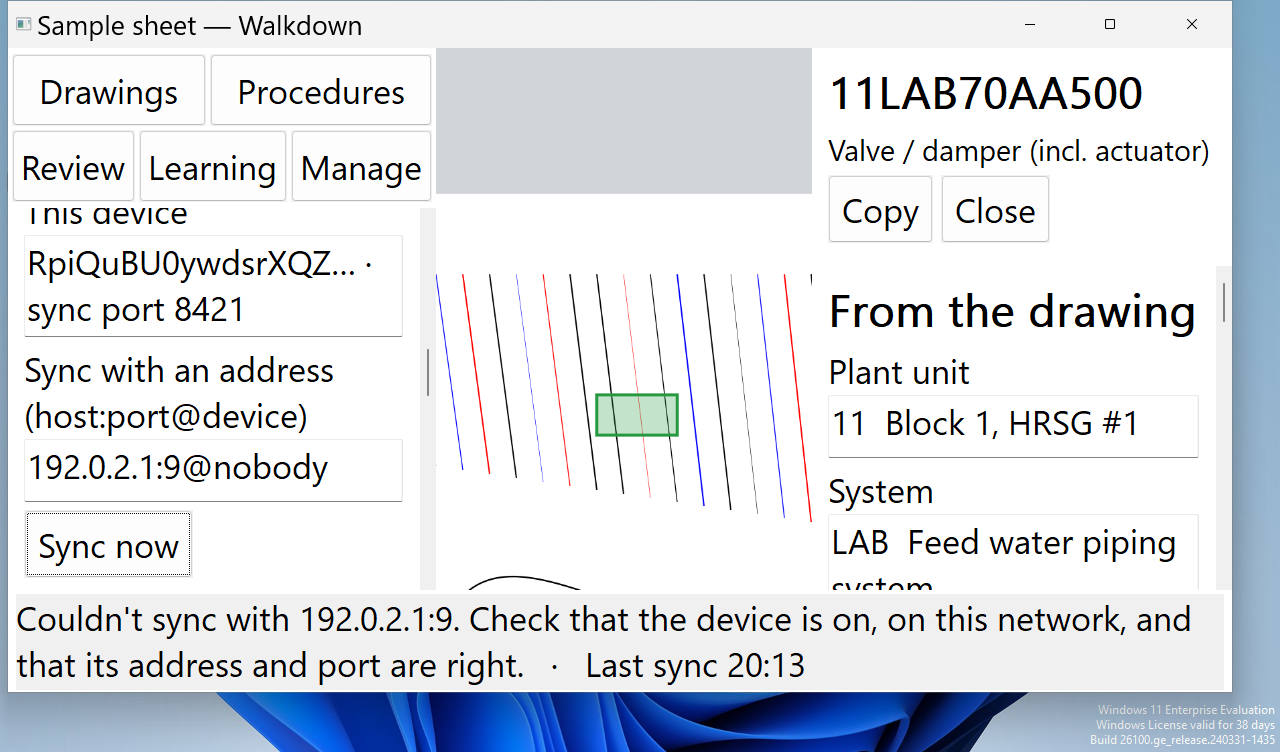 Sample sheet — Walkdown
Drawings
Procedures
Review
Learning
Manage
This device
RpiQuBU0ywdsrXQZ... ·
sync port 8421
Sync with an address
(host:port@device)
192.0.2.1:9@nobody
Sync now
11LAB70AA500
Valve / damper (incl. actuator)
Copy
Close
From the drawing
Plant unit
11  Block 1, HRSG #1
System
LAB  Feed water piping
system
Couldn't sync with 192.0.2.1:9. Check that the device is on, on this network, and
that its address and port are right.  ·  Last sync 20:13
Windows 11 Enterprise Evaluation
Windows License valid for 38 days
Build 26100.ge_release.240331-1435